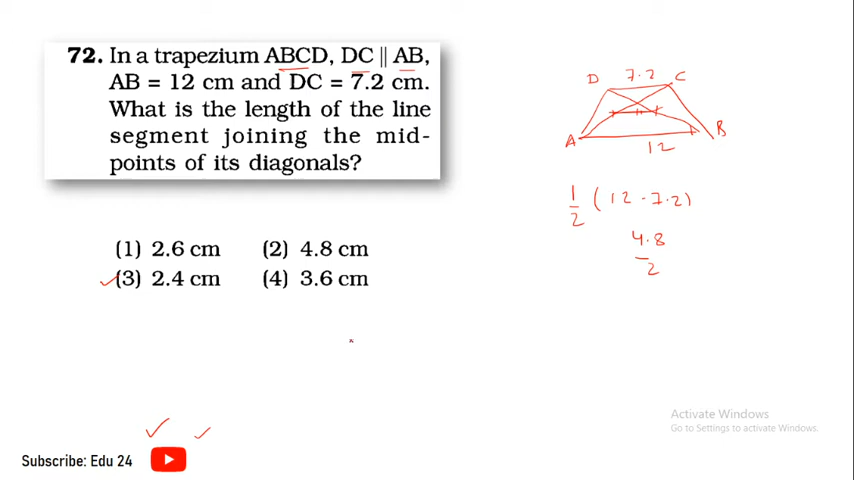 72. In a trapezium ABCD, DC || AB,
AB = 12 cm and DC = 7.2 cm.
What is the length of the line
segment joining the mid-
points of its diagonals?
(1) 2.6 cm (2) 4.8 cm
(3) 2.4 cm (4) 3.6 cm
D 7.2 C
A B
12
1/2 (12 - 7.2)
4.8
2
Activate Windows
Go to Settings to activate Windows.
Subscribe: Edu 24